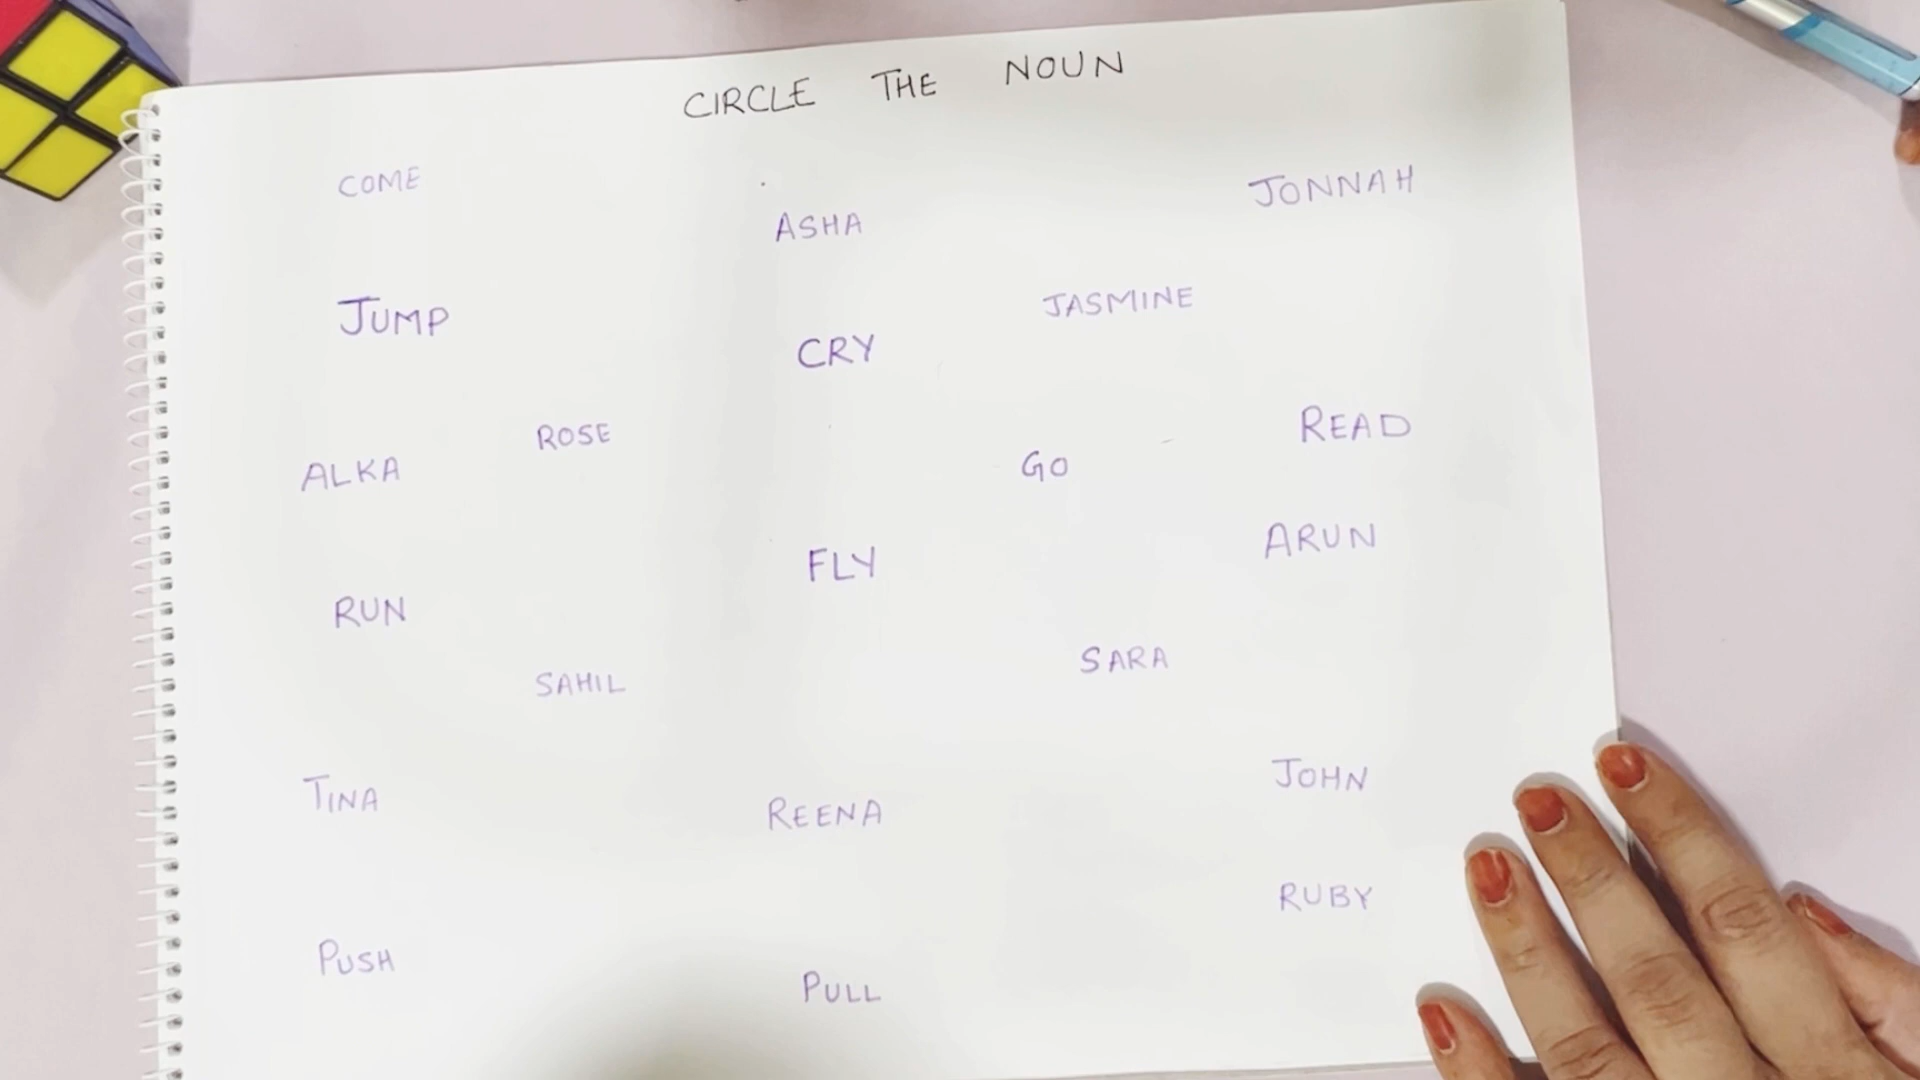 CIRCLE THE NOUN
COME
ASHA
JONNAH
JUMP
CRY
JASMINE
ALKA
ROSE
GO
READ
RUN
FLY
ARUN
SAHIL
SARA
TINA
REENA
JOHN
RUBY
PUSH
PULL